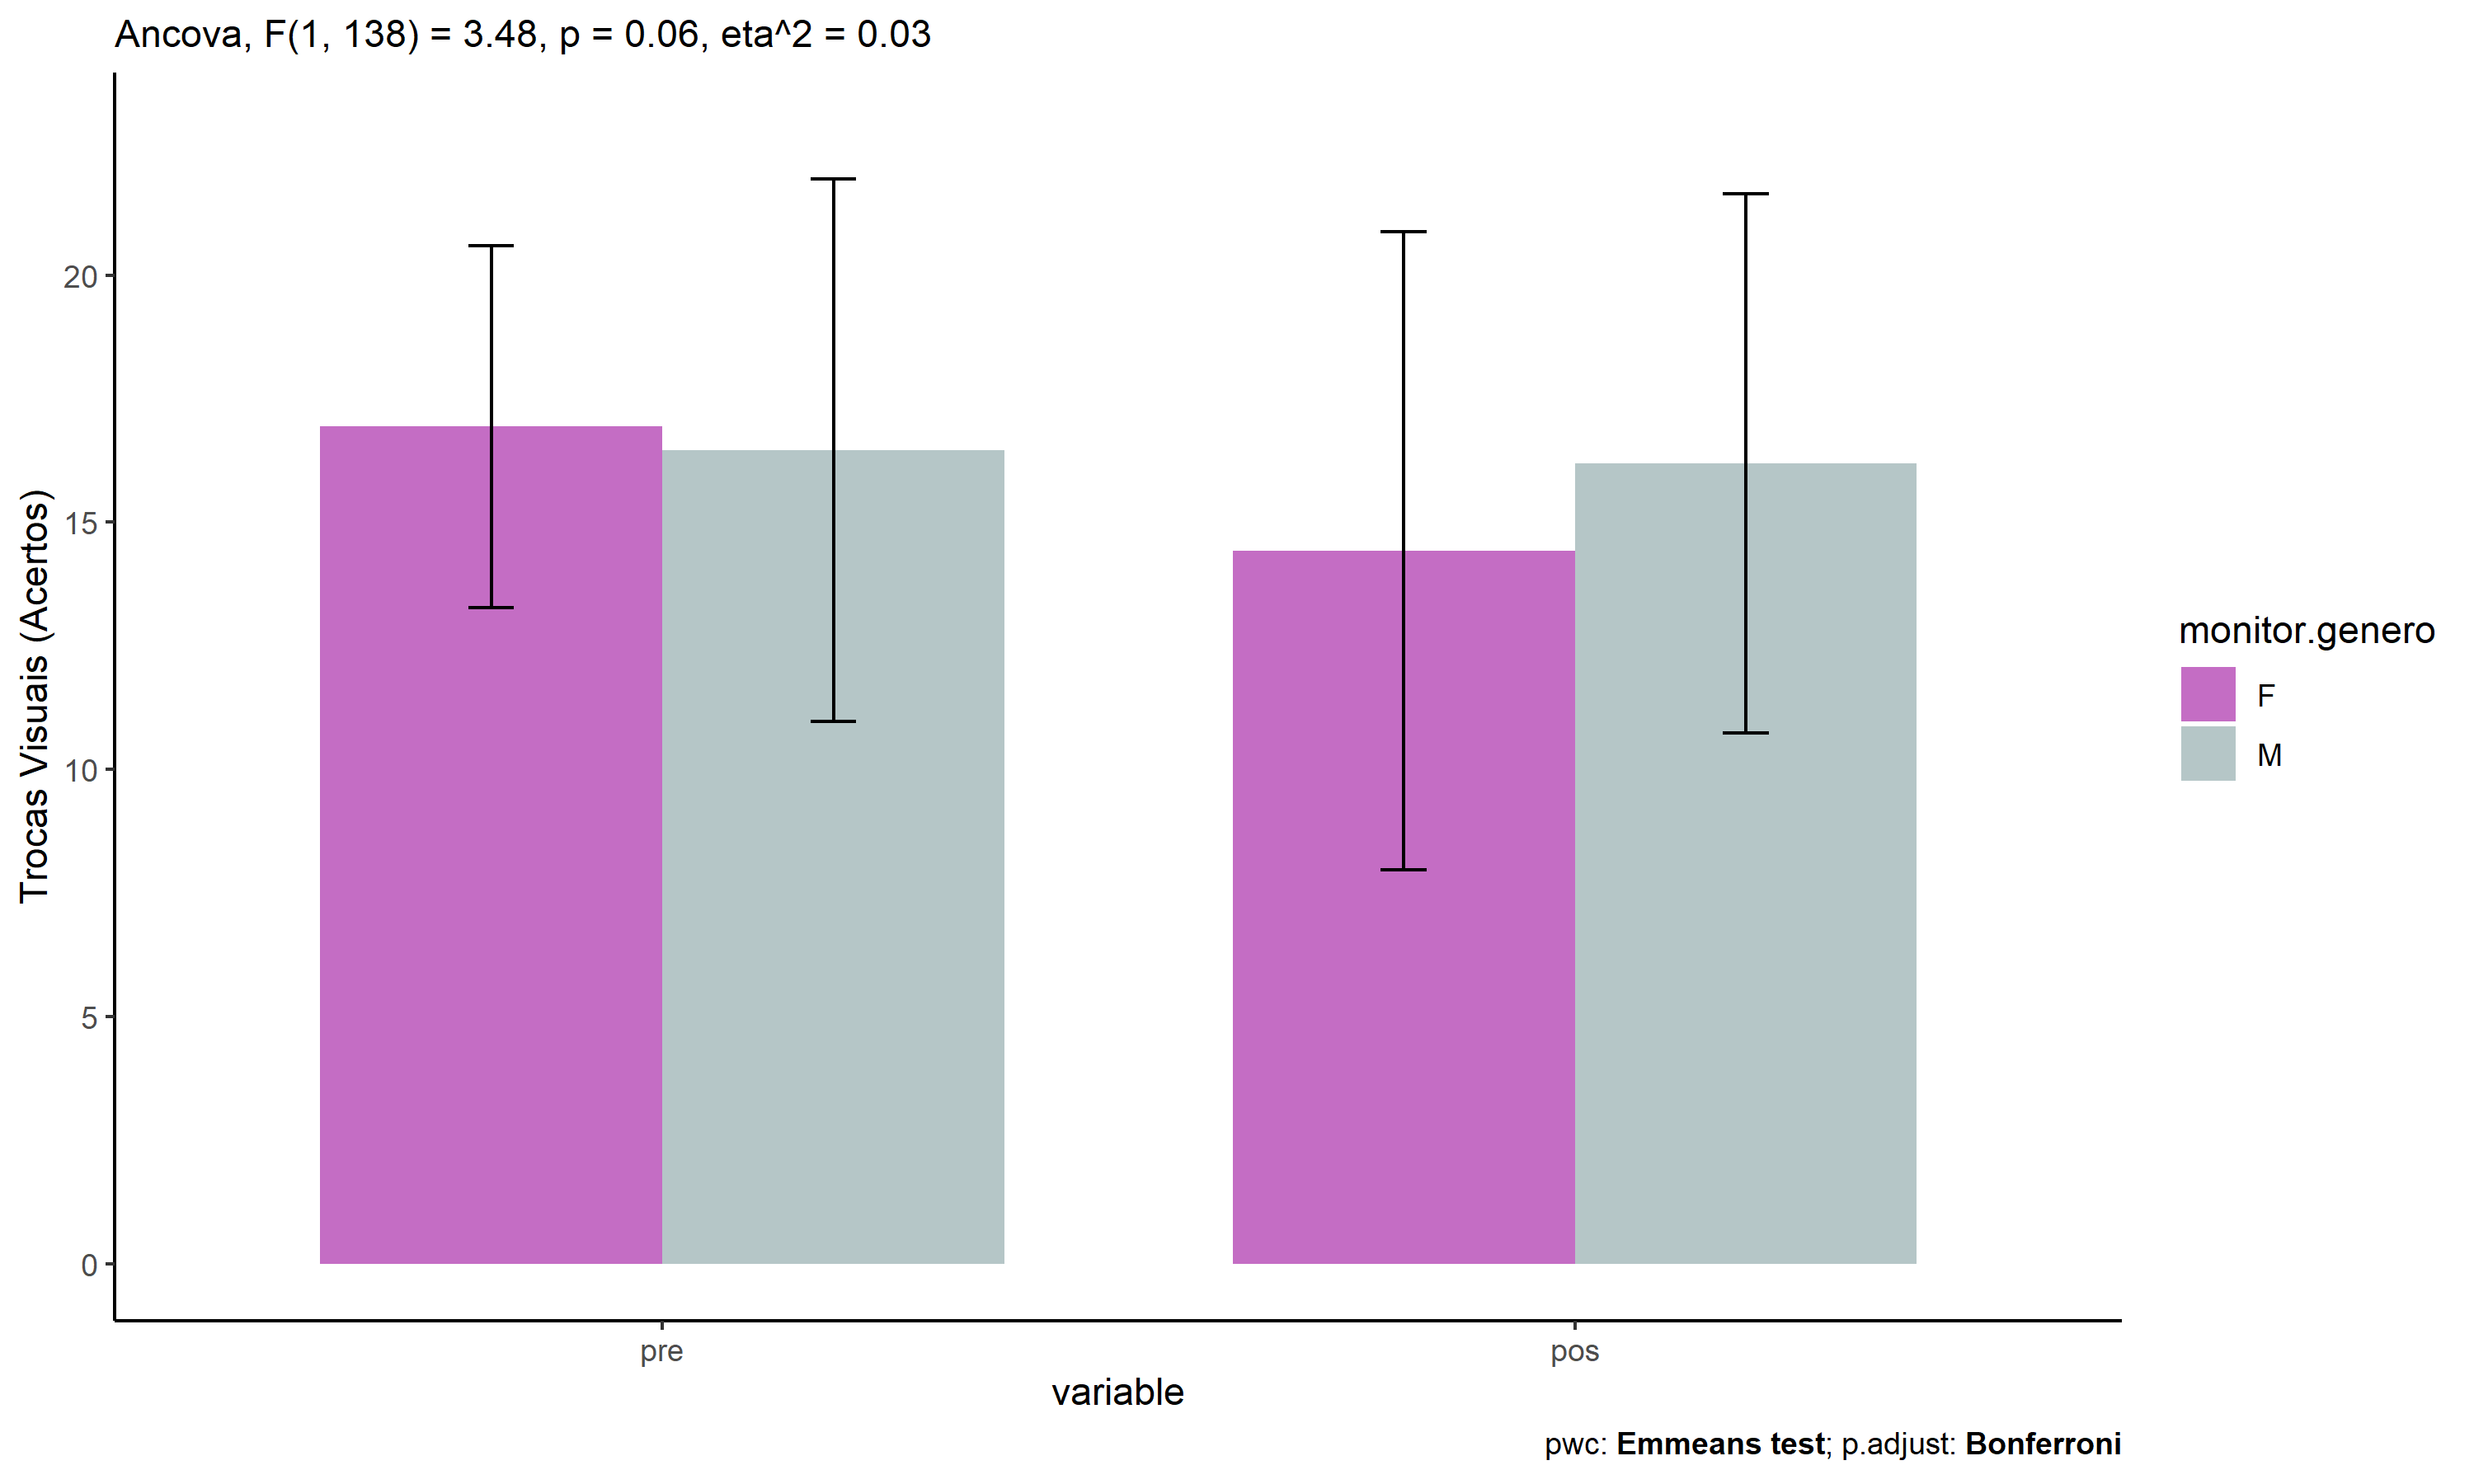 Ancova, F(1, 138) = 3.48, p = 0.06, eta^2 = 0.03
Trocas Visuais (Acertos)
20
15
10
5
0
pre
pos
variable
monitor.genero
F
M
pwc: Emmeans test; p.adjust: Bonferroni